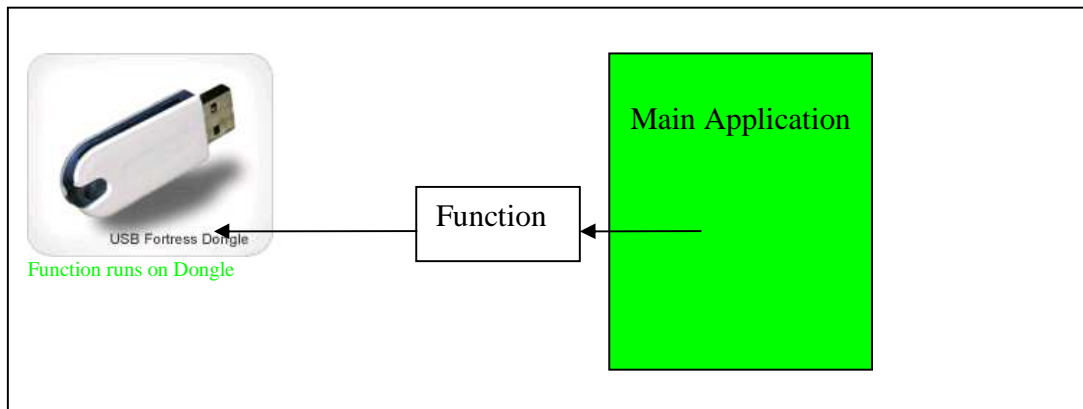 USB Fortress Dongle
Function runs on Dongle
Function
Main Application